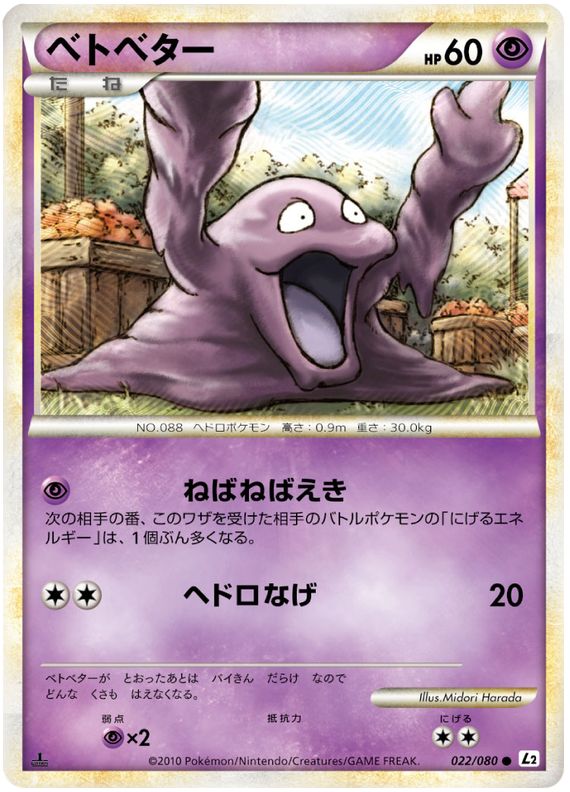 ベトベター
HP60
たね
NO.088 ヘドロポケモン 高さ：0.9m 重さ：30.0kg
ねばねばえき
次の相手の番、このワザを受けた相手のバトルポケモンの「にげるエネ
ルギー」は、1個ぶん多くなる。
ヘドロなげ 20
ベトベターが とおったあとは バイきん だらけ なので
どんな くさも はえなくなる。
Illus.Midori Harada
弱点 抵抗力 にげる
×2
©2010 Pokémon/Nintendo/Creatures/GAME FREAK.
022/080 ● L2